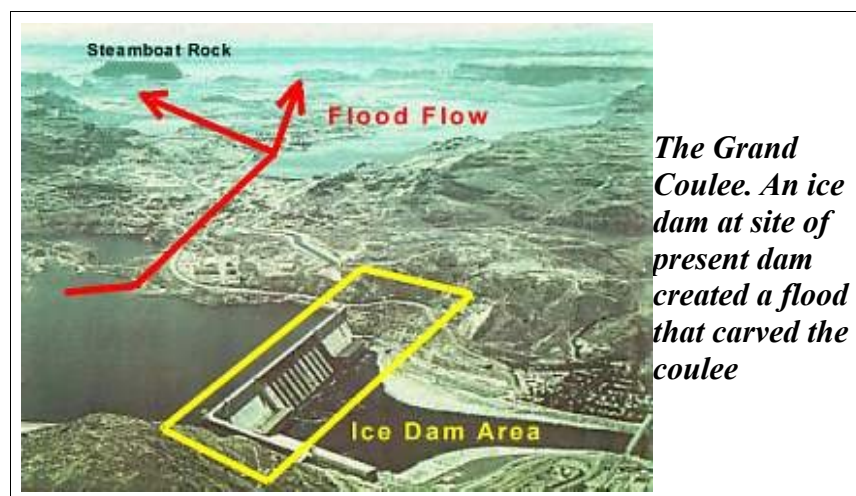 Steamboat Rock
Flood Flow
Ice Dam Area
The Grand
Coulee. An ice
dam at site of
present dam
created a flood
that carved the
coulee